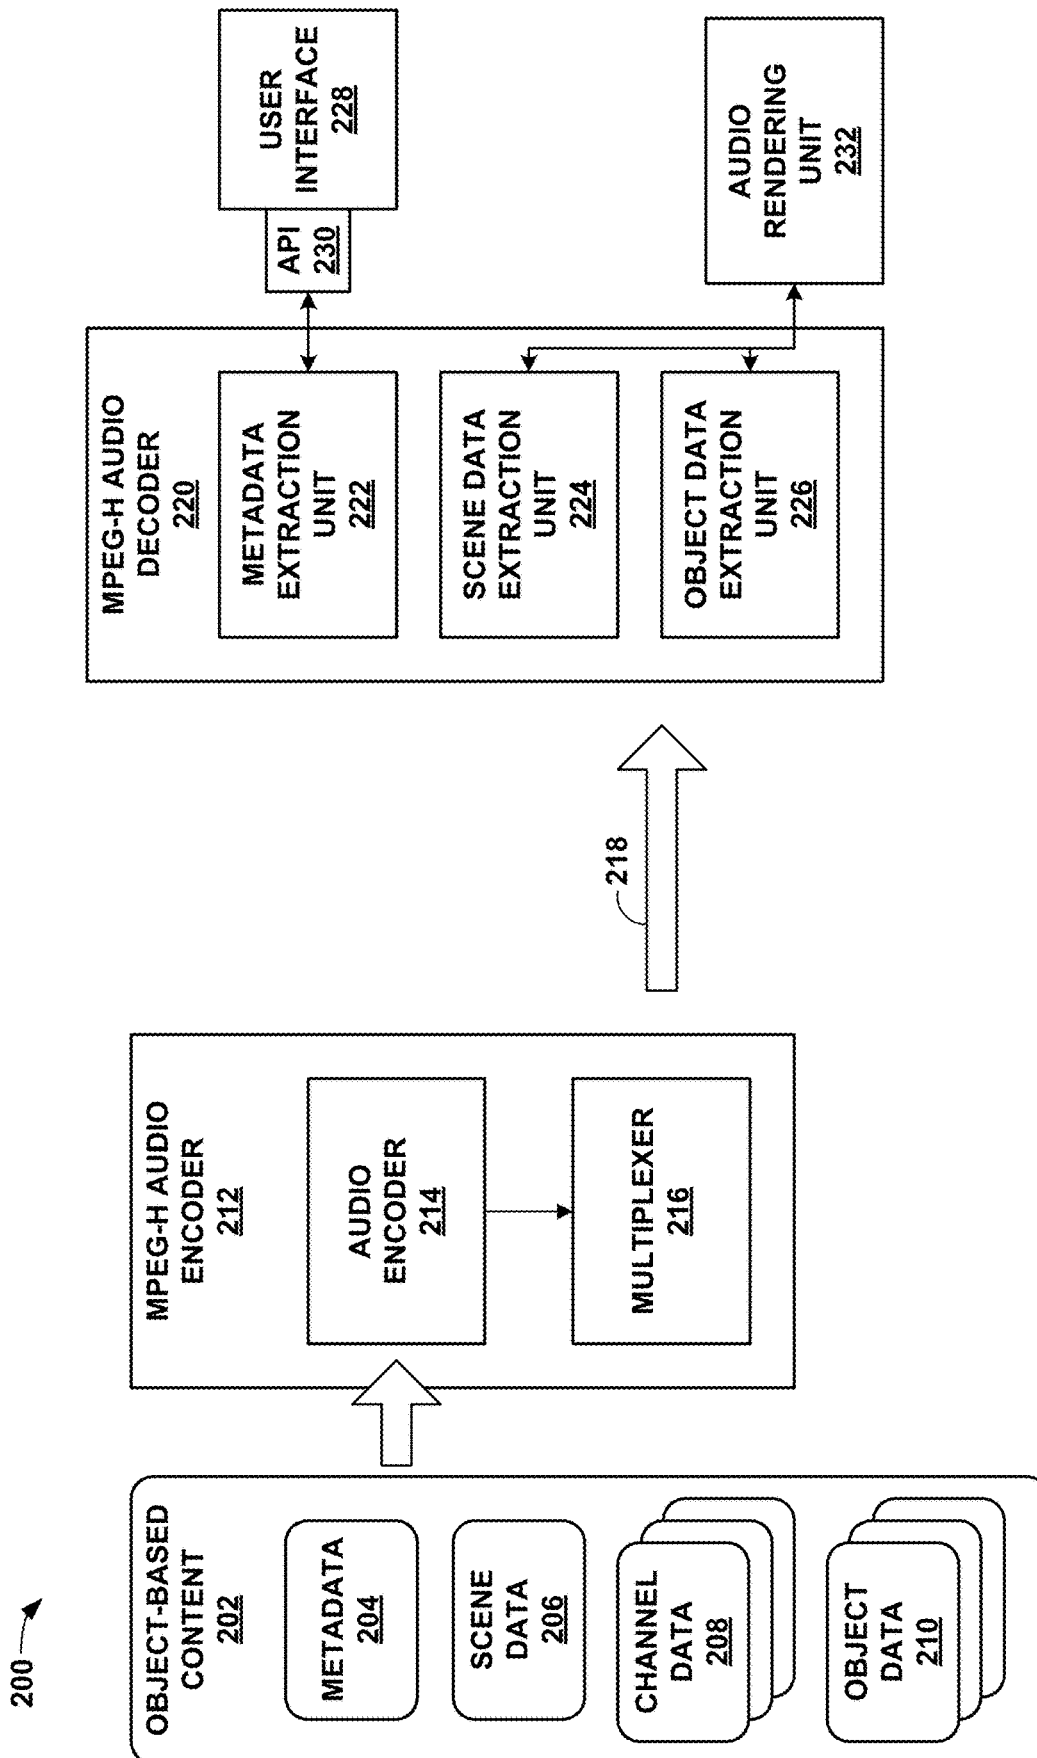 200
OBJECT-BASED
CONTENT
202
METADATA
204
SCENE
DATA
206
CHANNEL
DATA
208
OBJECT
DATA
210
MPEG-H AUDIO
ENCODER
212
AUDIO
ENCODER
214
MULTIPLEXER
216
218
MPEG-H AUDIO
DECODER
220
METADATA
EXTRACTION
UNIT
222
SCENE DATA
EXTRACTION
UNIT
224
OBJECT DATA
EXTRACTION
UNIT
226
API
230
USER
INTERFACE
228
AUDIO
RENDERING
UNIT
232